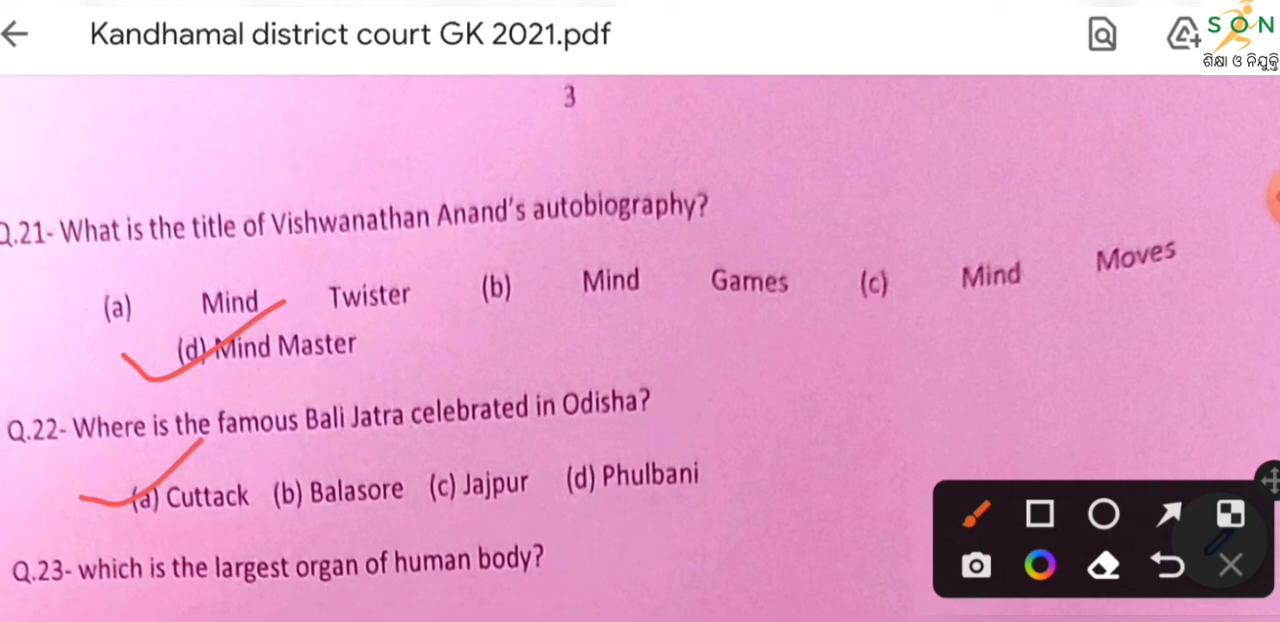 Kandhamal district court GK 2021.pdf
SON
ଶିକ୍ଷା ଓ ନିଯୁକ୍ତି
3
Q.21- What is the title of Vishwanathan Anand's autobiography?
(a) Mind Twister (b) Mind Games (c) Mind Moves
(d) Mind Master
Q.22- Where is the famous Bali Jatra celebrated in Odisha?
(a) Cuttack (b) Balasore (c) Jajpur (d) Phulbani
Q.23- which is the largest organ of human body?